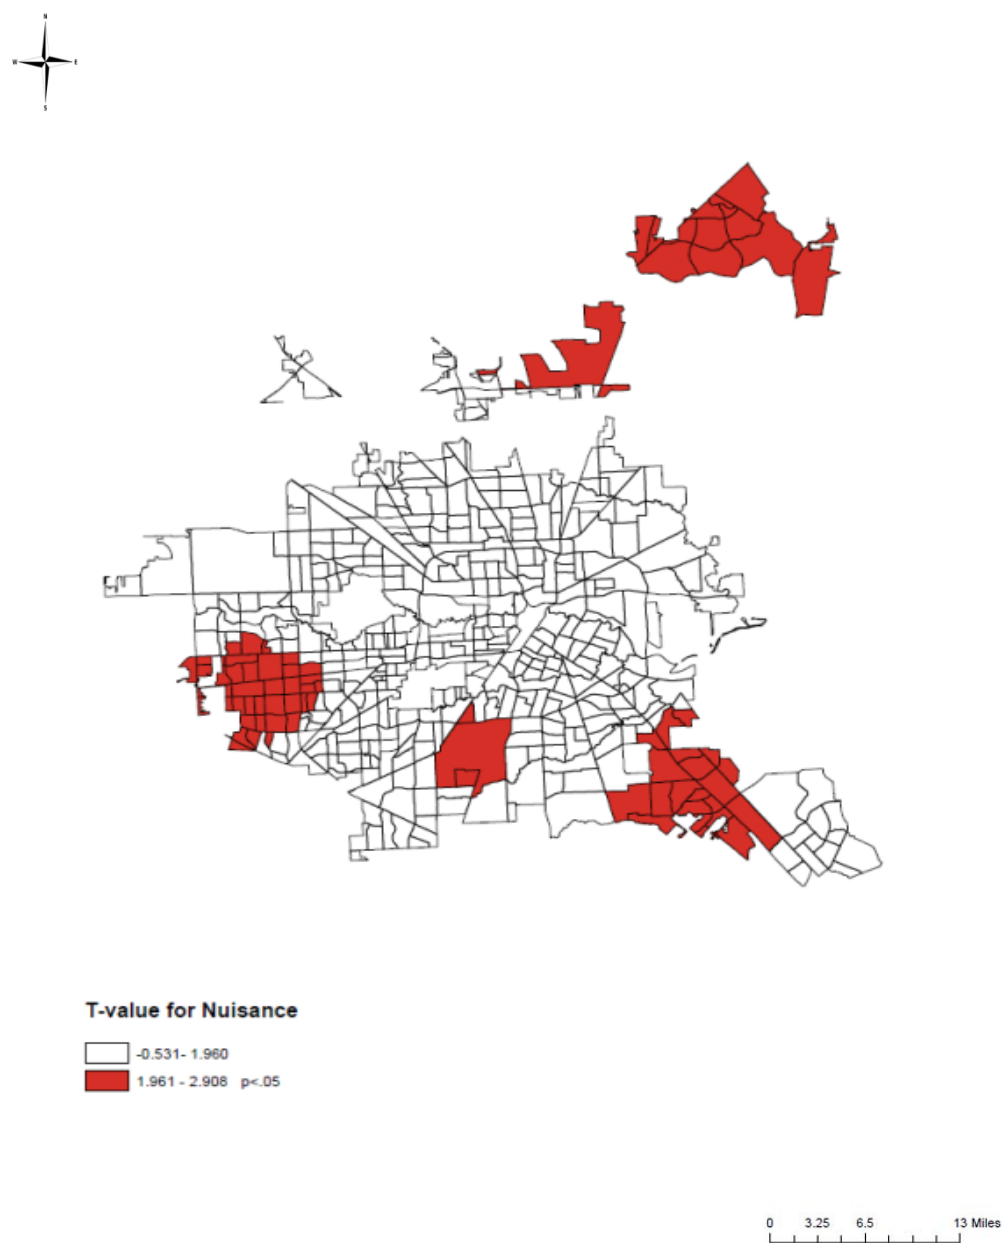 N
W E
S
T-value for Nuisance
-0.531- 1.960
1.961 - 2.908 p<.05
0 3.25 6.5 13 Miles